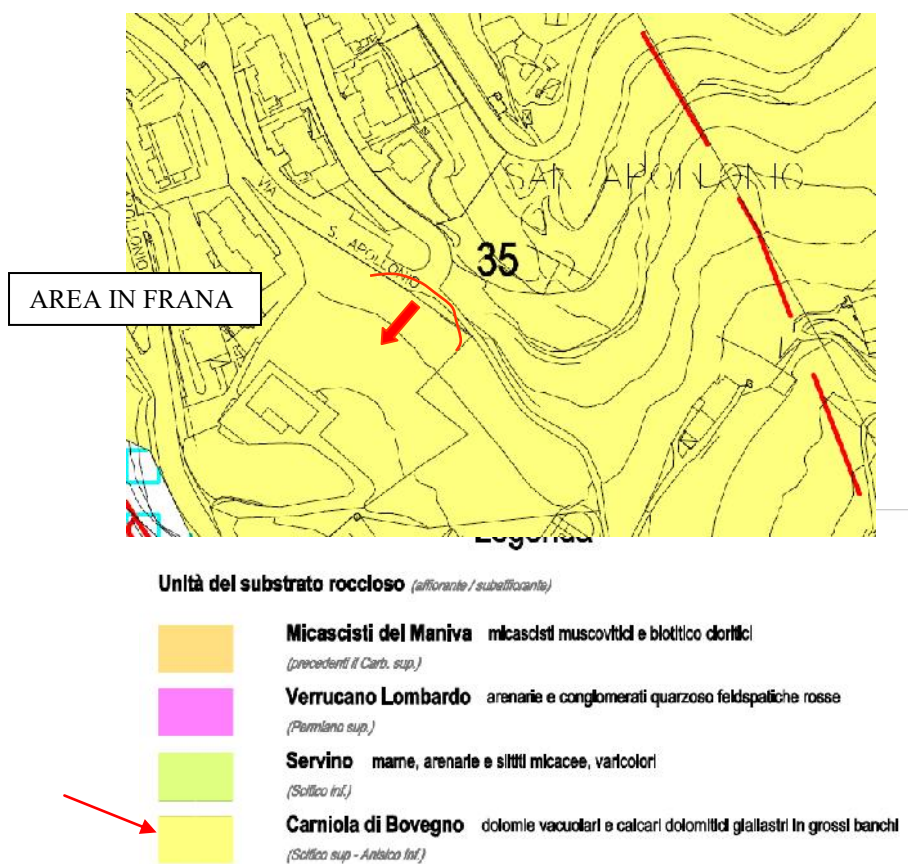 SAN APOLLONIO
VIA
S. APOLLONIO
35
AREA IN FRANA
Legenda
Unità del substrato roccioso (affiorante / subaffiorante)
Micascisti del Maniva micascisti muscovitici e biotitico cloritici
(precedenti il Carb. sup.)
Verrucano Lombardo arenarie e conglomerati quarzoso feldspatiche rosse
(Permiano sup.)
Servino marne, arenarie e siltiti micacee, varicolori
(Scitico inf.)
Carniola di Bovegno dolomie vacuolari e calcari dolomitici giallastri in grossi banchi
(Scitico sup - Anisico inf.)